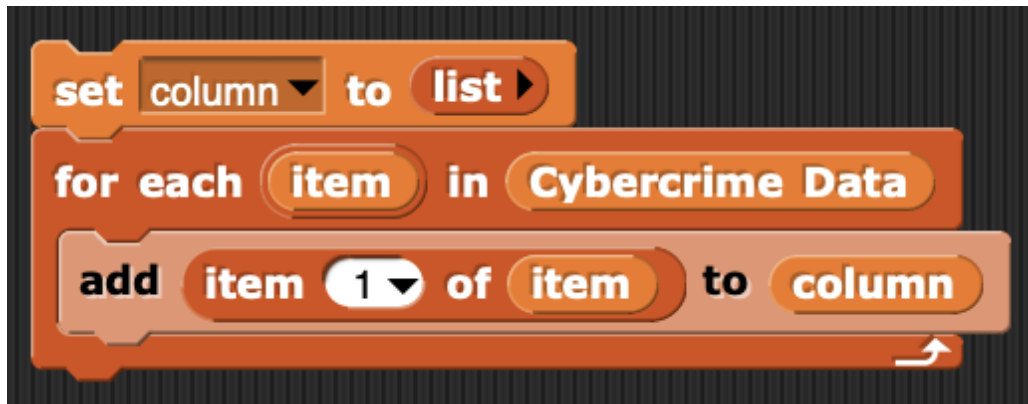 set column to list
for each item in Cybercrime Data
add item 1 of item to column